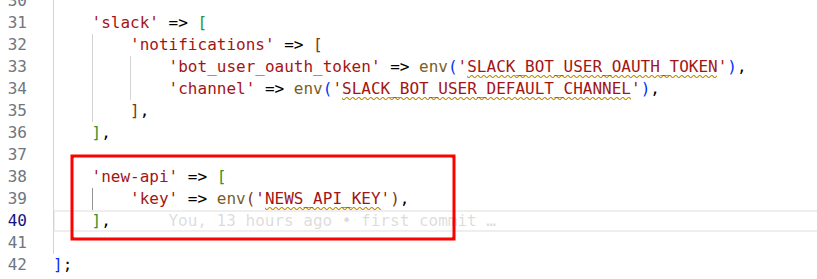 30
31 'slack' => [
32 'notifications' => [
33 'bot_user_oauth_token' => env('SLACK_BOT_USER_OAUTH_TOKEN'),
34 'channel' => env('SLACK_BOT_USER_DEFAULT_CHANNEL'),
35 ],
36 ],
37
38 'new-api' => [
39 'key' => env('NEWS_API_KEY'),
40 ], You, 13 hours ago • first commit …
41
42 ];